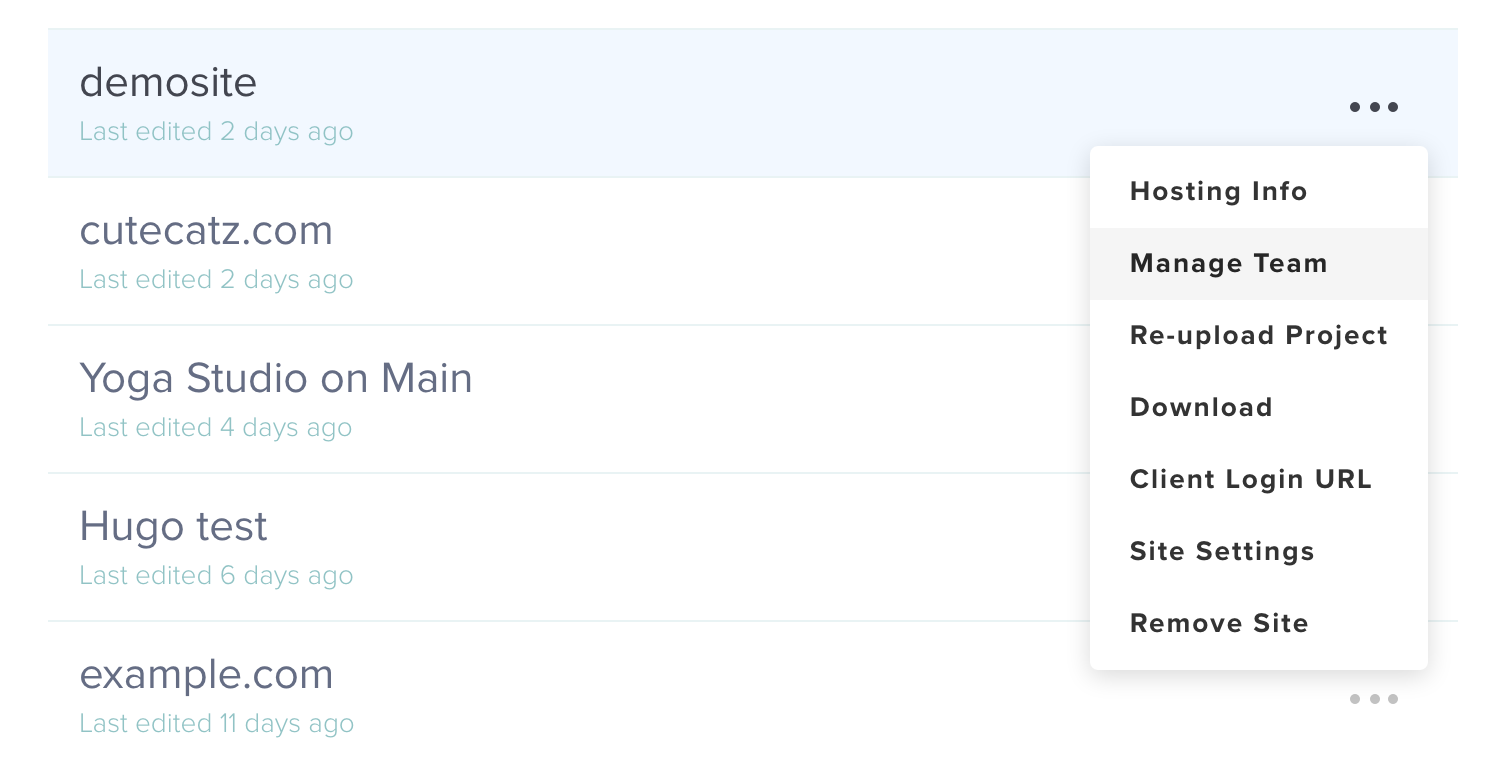 demosite
Last edited 2 days ago
cutecatz.com
Last edited 2 days ago
Yoga Studio on Main
Last edited 4 days ago
Hugo test
Last edited 6 days ago
example.com
Last edited 11 days ago
Hosting Info
Manage Team
Re-upload Project
Download
Client Login URL
Site Settings
Remove Site